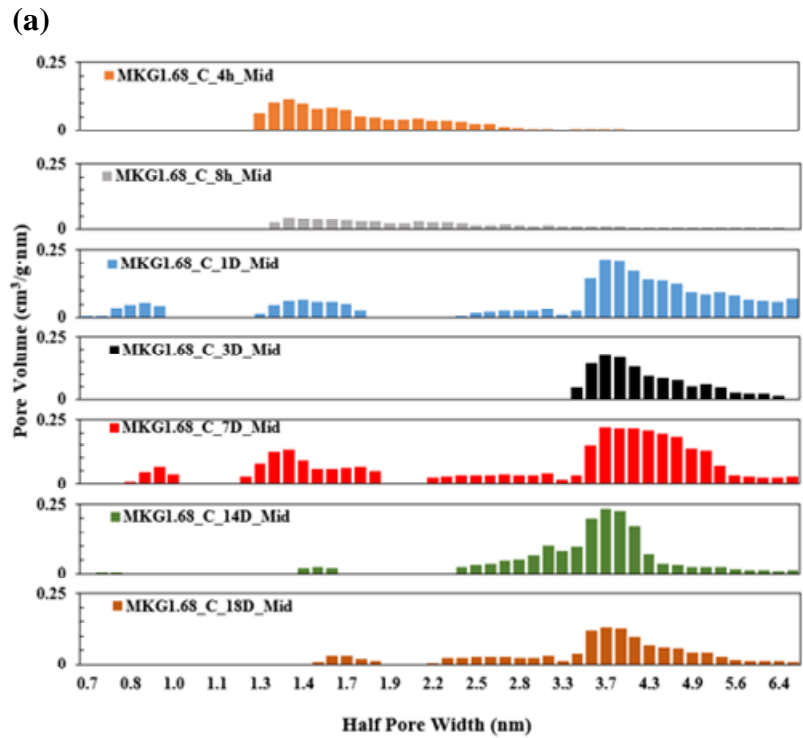 (a)
0.25
MKG1.68_C_4h_Mid
0
0.25
MKG1.68_C_8h_Mid
0
0.25
MKG1.68_C_1D_Mid
0
0.25
MKG1.68_C_3D_Mid
0
0.25
MKG1.68_C_7D_Mid
0
0.25
MKG1.68_C_14D_Mid
0
0.25
MKG1.68_C_18D_Mid
0
Pore Volume (cm³/g·nm)
0.7 0.8 1.0 1.1 1.3 1.4 1.7 1.9 2.2 2.5 2.8 3.3 3.7 4.3 4.9 5.6 6.4
Half Pore Width (nm)